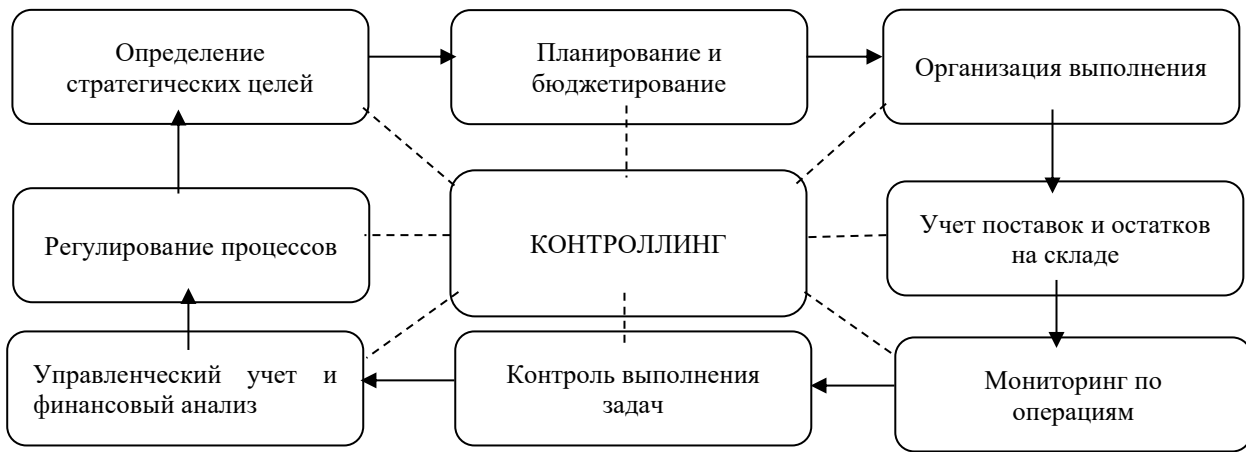 Определение
стратегических целей
Планирование и
бюджетирование
Организация выполнения
Регулирование процессов
КОНТРОЛЛИНГ
Учет поставок и остатков
на складе
Управленческий учет и
финансовый анализ
Контроль выполнения
задач
Мониторинг по
операциям